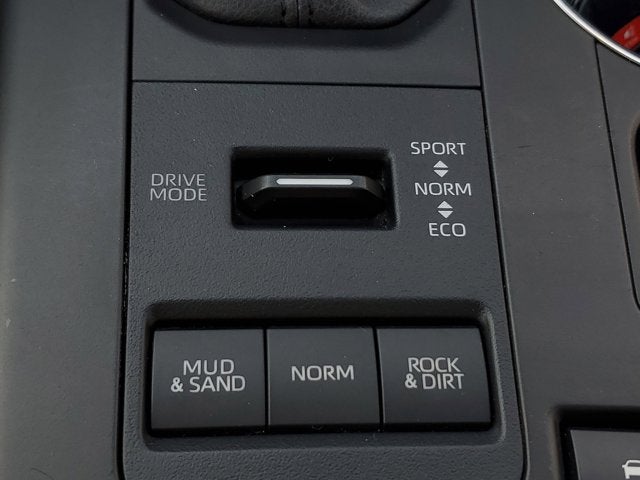 DRIVE
MODE
SPORT
NORM
ECO
MUD
& SAND
NORM
ROCK
& DIRT